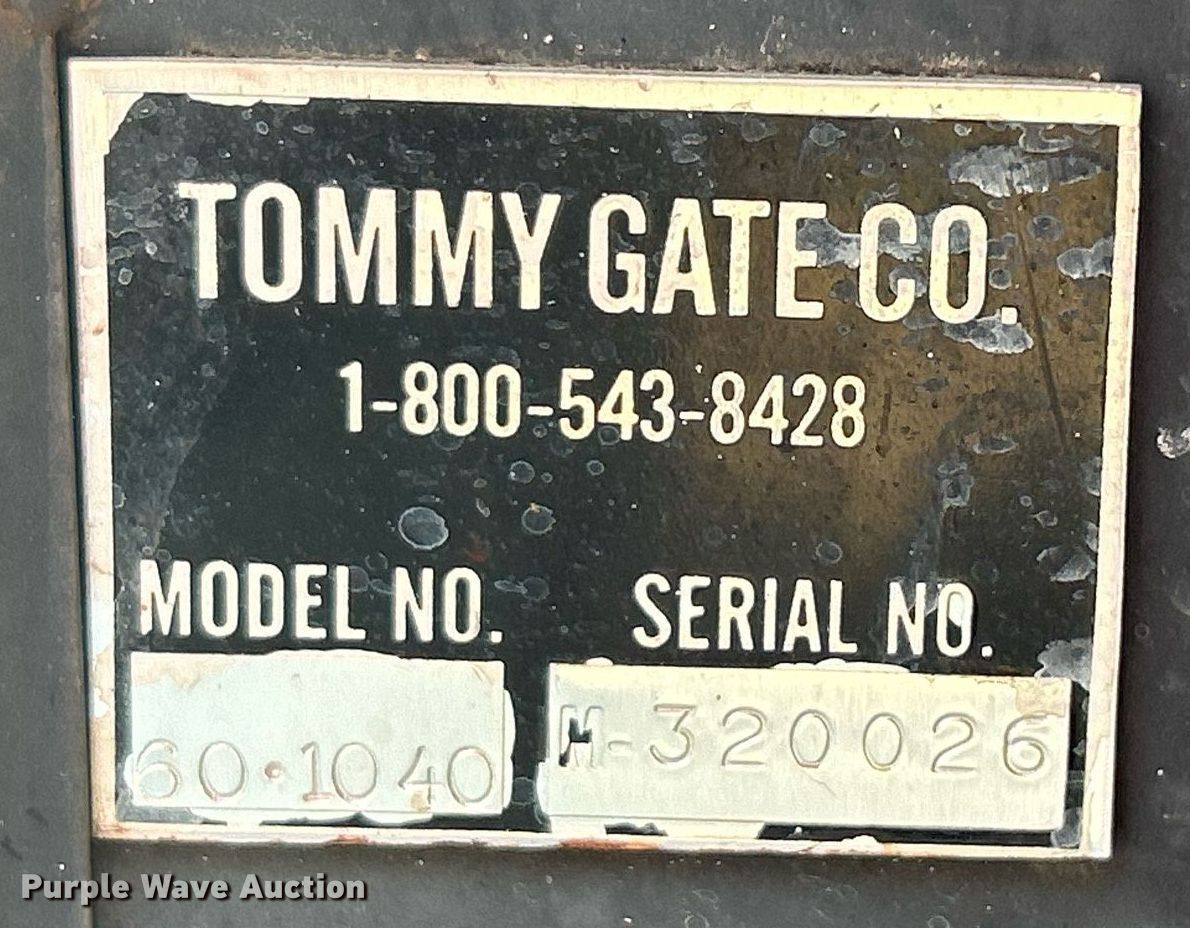 TOMMY GATE CO.
1-800-543-8428
MODEL NO. SERIAL NO.
60·1040 M-320026
Purple Wave Auction